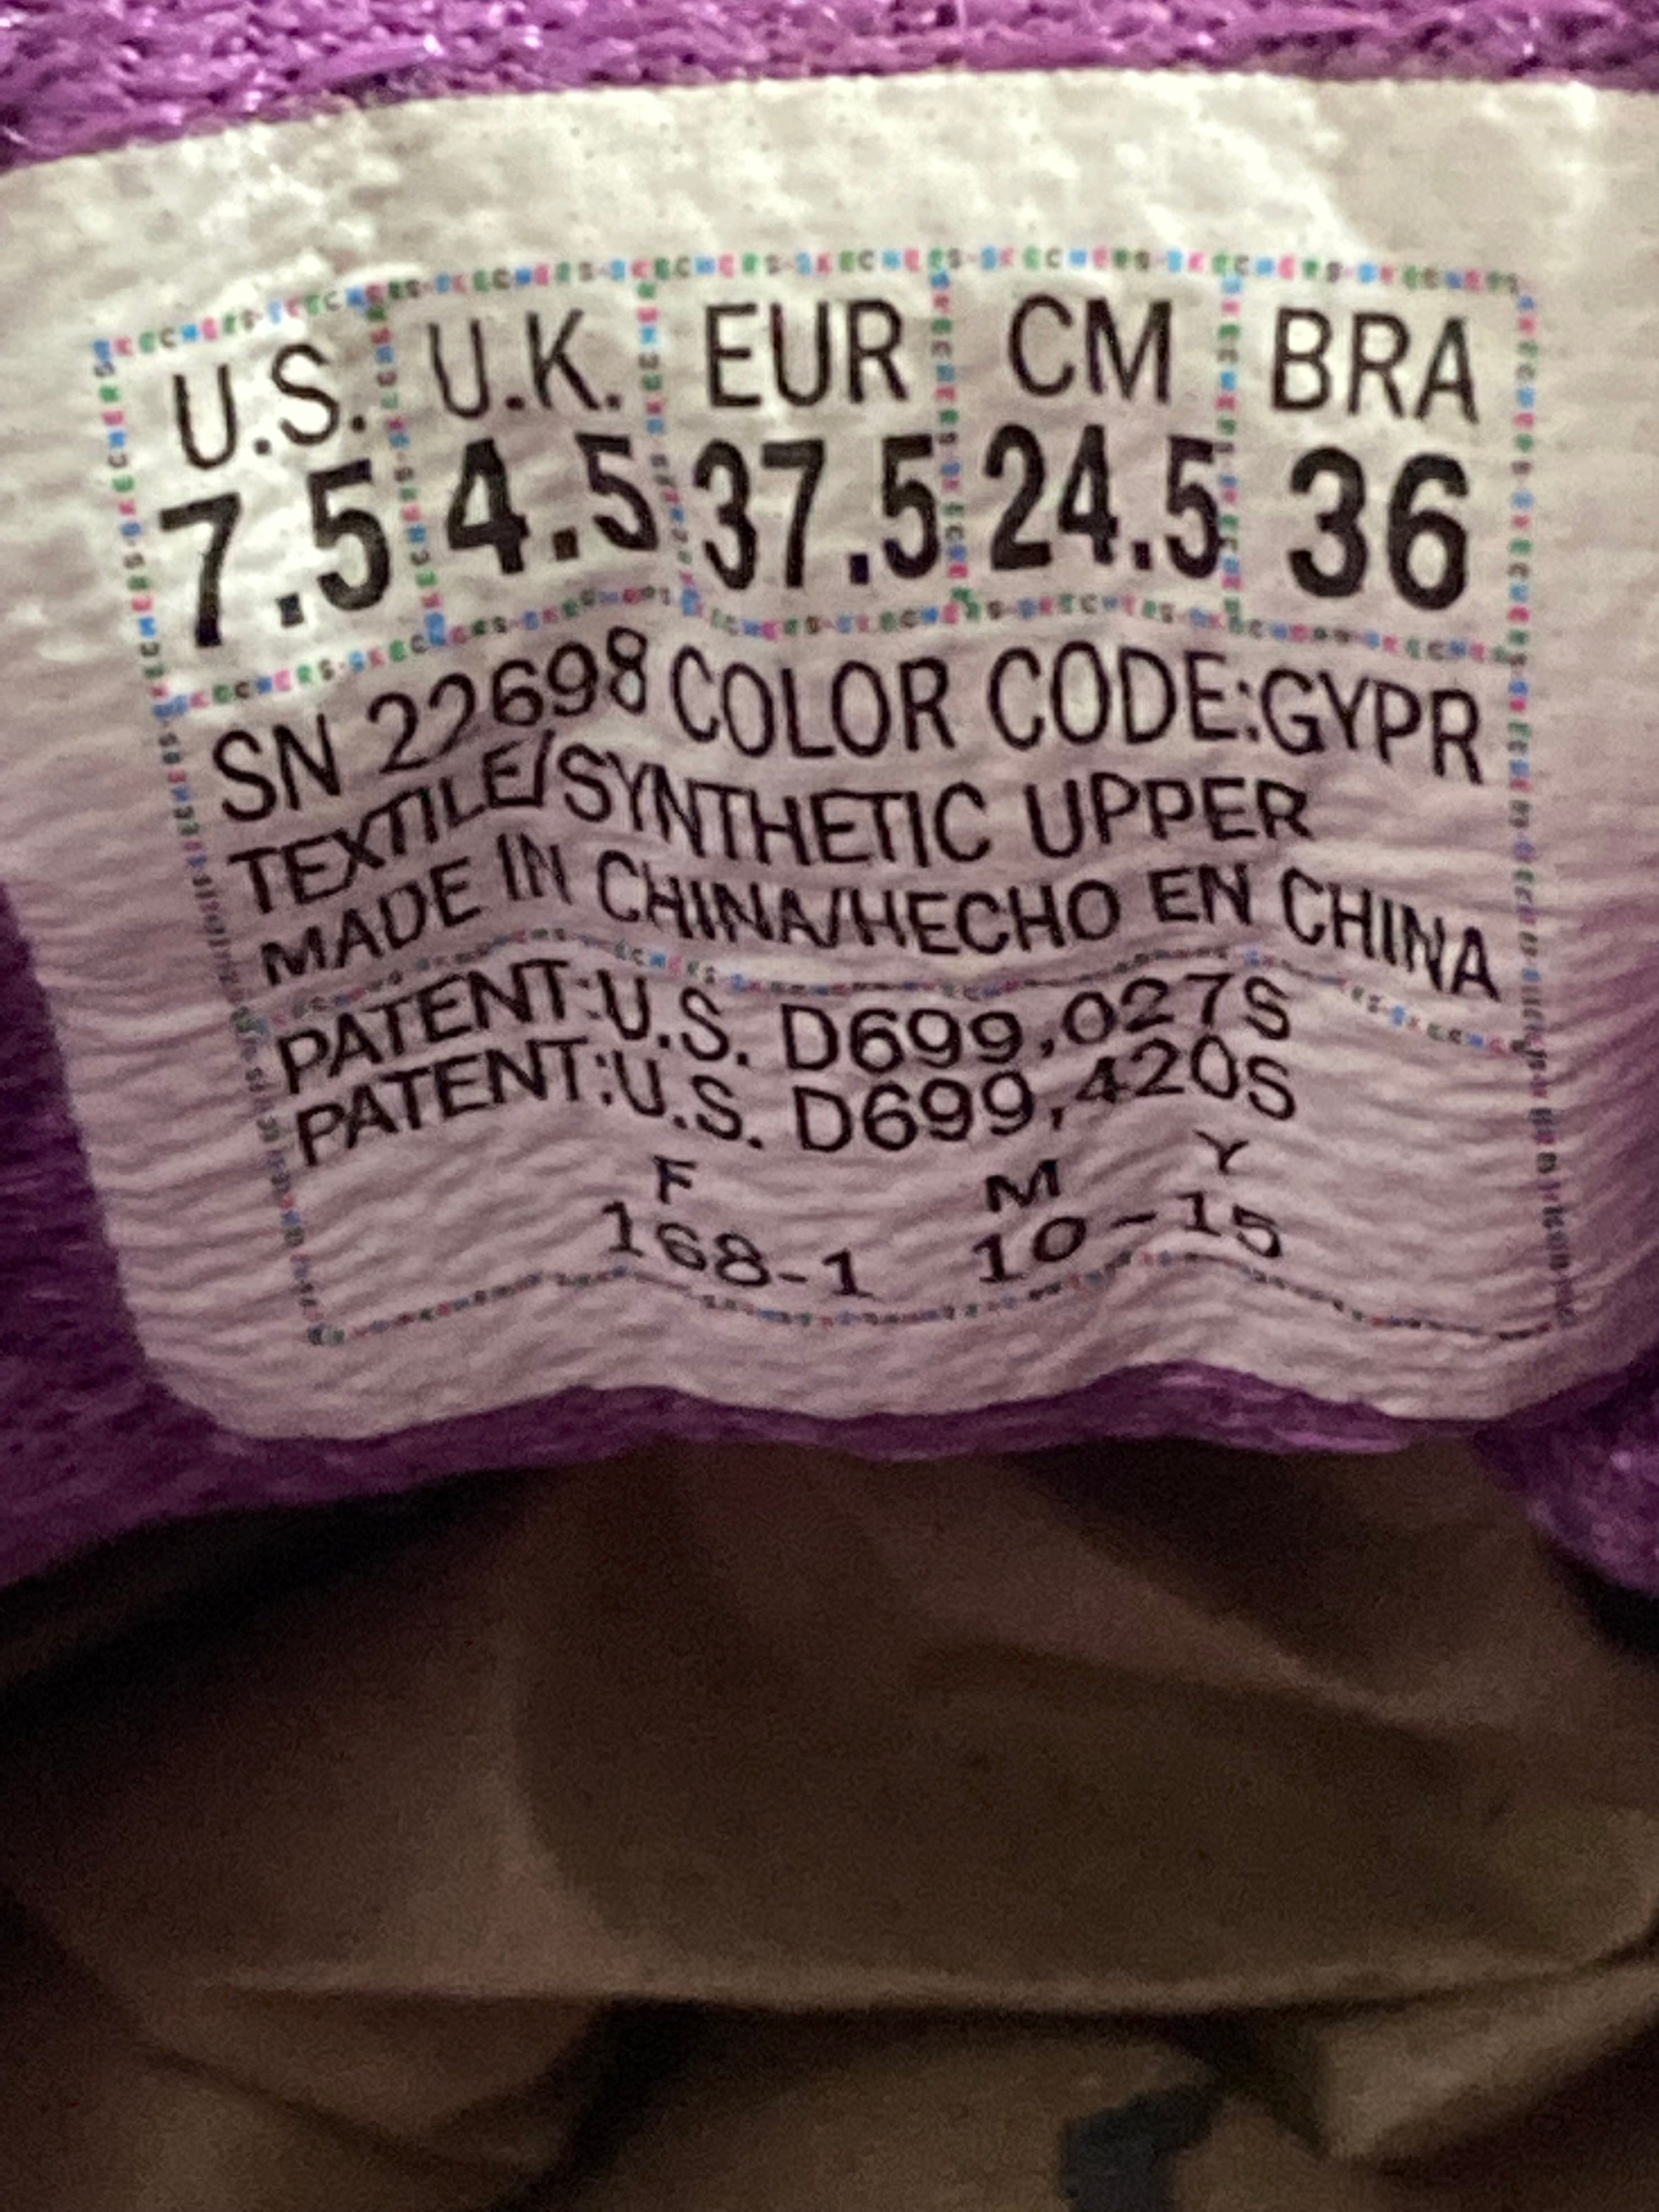 U.S. U.K. EUR CM BRA
7.5 4.5 37.5 24.5 36
SN 22698 COLOR CODE:GYPR
TEXTILE/SYNTHETIC UPPER
MADE IN CHINA/HECHO EN CHINA
PATENT:U.S. D699,027S
PATENT:U.S. D699,420S
F M Y
168-1 10-15